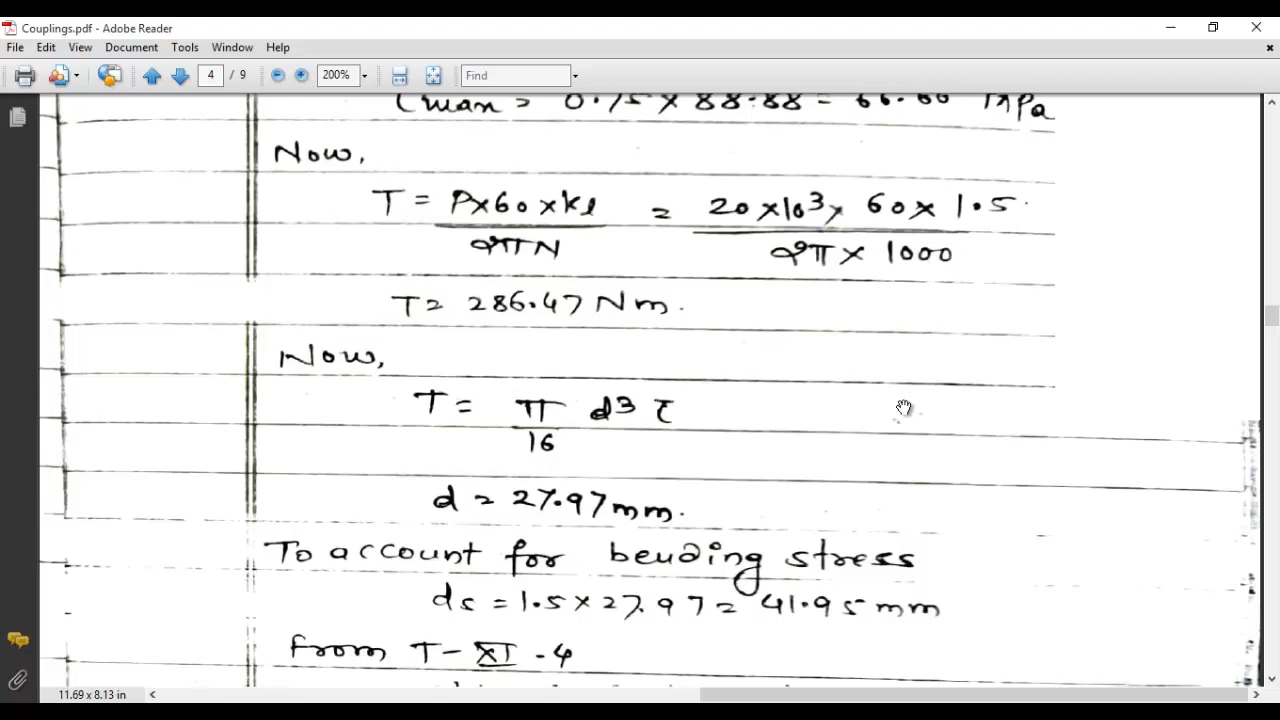 Couplings.pdf - Adobe Reader
File Edit View Document Tools Window Help
4 / 9 200% Find
τmax = 0.75 × 88.88 = 66.66 MPa
Now,
T = P×60×Kl / 2πN = 20×10³× 60× 1.5 / 2π × 1000
T = 286.47 Nm.
Now,
T = π/16 d³ τ
d = 27.97 mm.
To account for bending stress
ds = 1.5 × 27.97 = 41.95 mm
from T - XI - 4
11.69 x 8.13 in